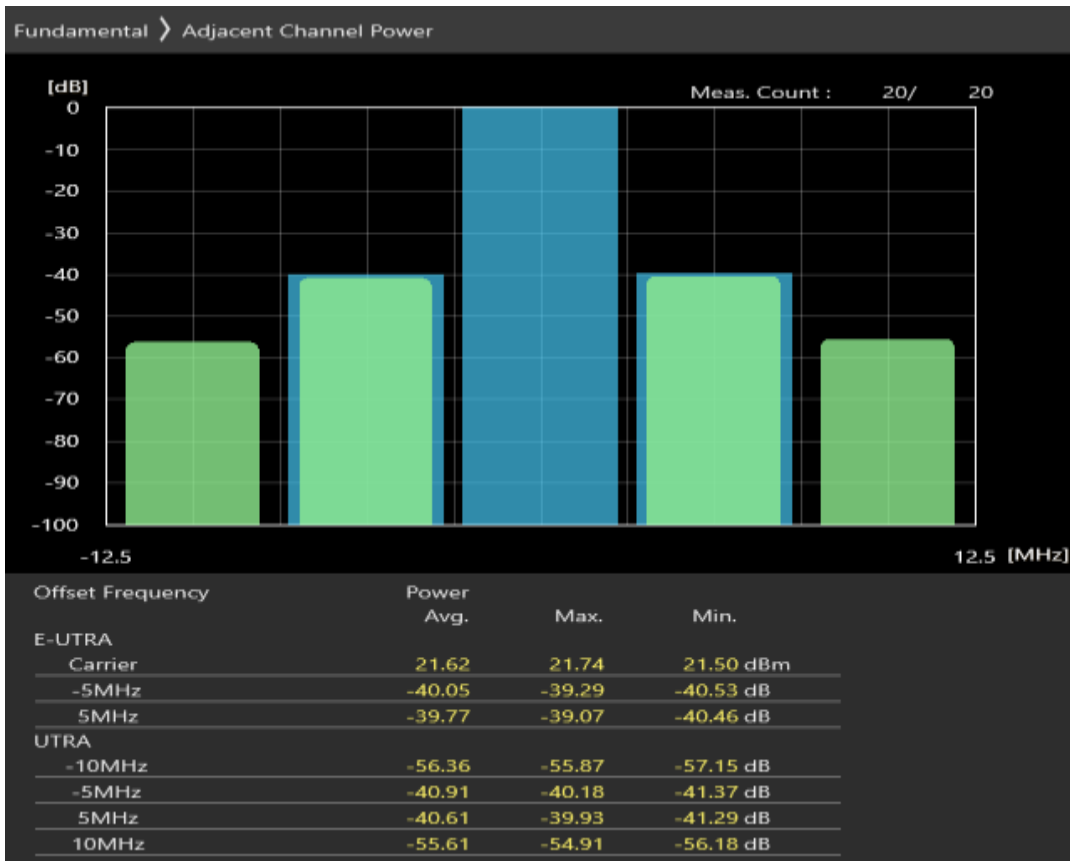 Fundamental 〉 Adjacent Channel Power
[dB]
Meas. Count : 20/ 20
0
-10
-20
-30
-40
-50
-60
-70
-80
-90
-100
-12.5 12.5 [MHz]
Offset Frequency Power
Avg. Max. Min.
E-UTRA
Carrier 21.62 21.74 21.50 dBm
-5MHz -40.05 -39.29 -40.53 dB
5MHz -39.77 -39.07 -40.46 dB
UTRA
-10MHz -56.36 -55.87 -57.15 dB
-5MHz -40.91 -40.18 -41.37 dB
5MHz -40.61 -39.93 -41.29 dB
10MHz -55.61 -54.91 -56.18 dB